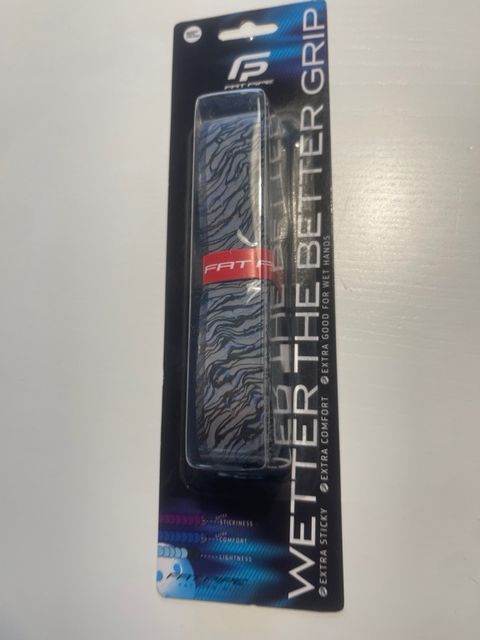 FP
FAT PIPE
WETTER THE BETTER GRIP
EXTRA STICKY EXTRA COMFORT EXTRA GOOD FOR WET HANDS
FAT P
STICKINESS
COMFORT
LIGHTNESS
FAT PIPE